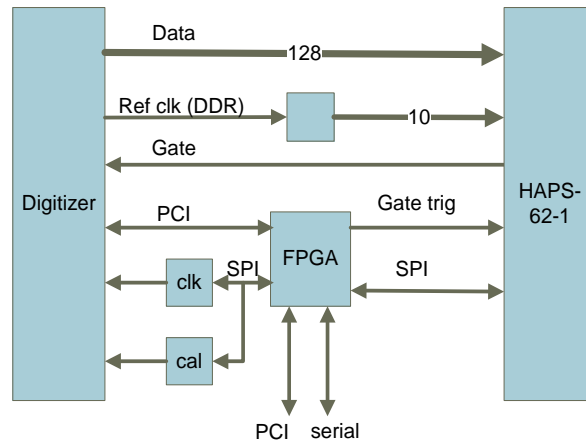 Data
128
Ref clk (DDR)
10
Gate
Digitizer
HAPS-
62-1
PCI
Gate trig
FPGA
SPI
SPI
clk
cal
PCI
serial